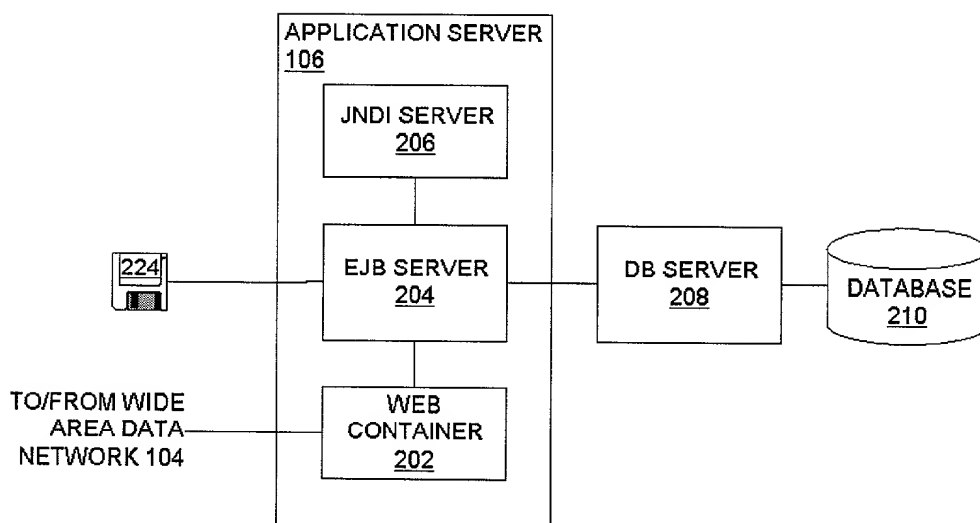 APPLICATION SERVER
106
JNDI SERVER
206
224
EJB SERVER
204
DB SERVER
208
DATABASE
210
TO/FROM WIDE
AREA DATA
NETWORK 104
WEB
CONTAINER
202